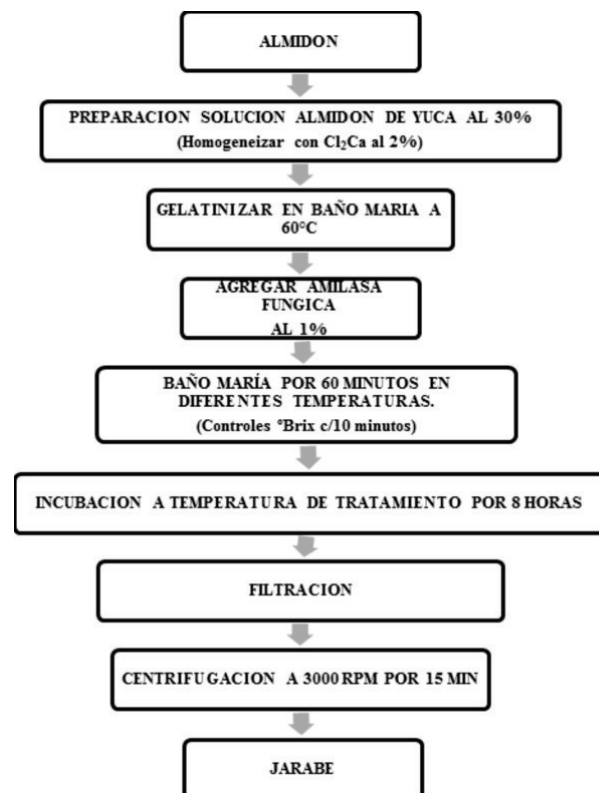 ALMIDON
PREPARACION SOLUCION ALMIDON DE YUCA AL 30%
(Homogeneizar con Cl₂Ca al 2%)
GELATINIZAR EN BAÑO MARIA A
60°C
AGREGAR AMILASA
FUNGICA
AL 1%
BAÑO MARÍA POR 60 MINUTOS EN
DIFERENTES TEMPERATURAS.
(Controles °Brix c/10 minutos)
INCUBACION A TEMPERATURA DE TRATAMIENTO POR 8 HORAS
FILTRACION
CENTRIFUGACION A 3000 RPM POR 15 MIN
JARABE